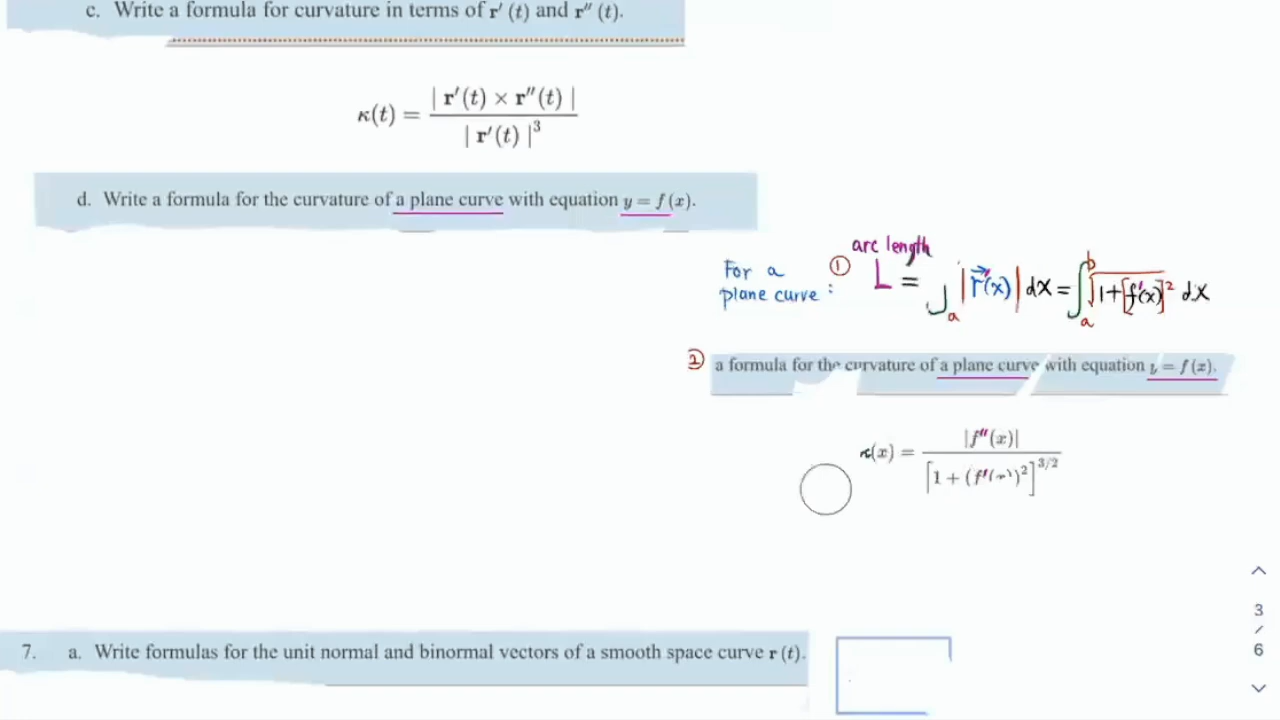 c. Write a formula for curvature in terms of r′ (t) and r″ (t).
κ(t) = | r′(t) × r″(t) | / | r′(t) |³
d. Write a formula for the curvature of a plane curve with equation y = f (x).
arc length
For a plane curve : ① L = ∫ₐ |r⃗′(x)| dx = ∫ₐᵇ √1+[f′(x)]² dx
② a formula for the curvature of a plane curve with equation y = f (x).
κ(x) = |f″(x)| / [1 + (f′(x))²]^3/2
7. a. Write formulas for the unit normal and binormal vectors of a smooth space curve r (t).
3
/
6